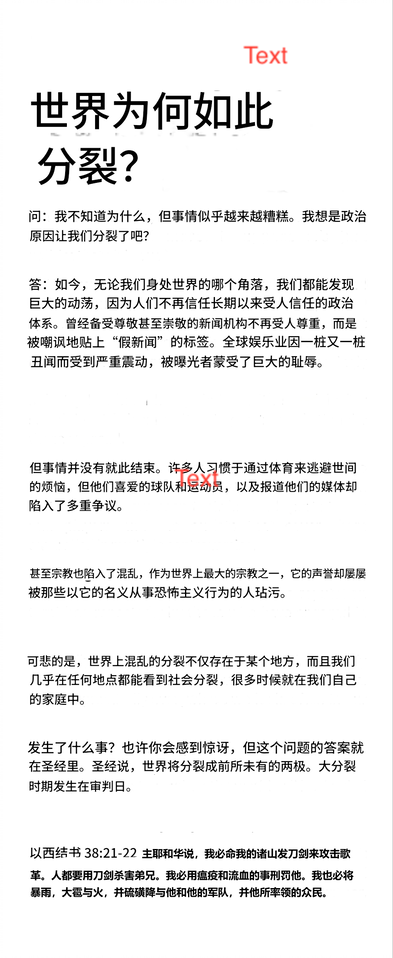 Text
世界为何如此
分裂？
问：我不知道为什么，但事情似乎越来越糟糕。我想是政治
原因让我们分裂了吧？
答：如今，无论我们身处世界的哪个角落，我们都能发现
巨大的动荡，因为人们不再信任长期以来受人信任的政治
体系。曾经备受尊敬甚至崇敬的新闻机构不再受人尊重，而是
被嘲讽地贴上“假新闻”的标签。全球娱乐业因一桩又一桩
丑闻而受到严重震动，被曝光者蒙受了巨大的耻辱。
但事情并没有就此结束。许多人习惯于通过体育来逃避世间
Text
的烦恼，但他们喜爱的球队和运动员，以及报道他们的媒体却
陷入了多重争议。
甚至宗教也陷入了混乱，作为世界上最大的宗教之一，它的声誉却屡屡
被那些以它的名义从事恐怖主义行为的人玷污。
可悲的是，世界上混乱的分裂不仅存在于某个地方，而且我们
几乎在任何地点都能看到社会分裂，很多时候就在我们自己
的家庭中。
发生了什么事？也许你会感到惊讶，但这个问题的答案就
在圣经里。圣经说，世界将分裂成前所未有的两极。大分裂
时期发生在审判日。
以西结书 38:21-22 主耶和华说，我必命我的诸山发刀剑来攻击歌
革。人都要用刀剑杀害弟兄。我必用瘟疫和流血的事刑罚他。我也必将
暴雨，大雹与火，并硫磺降与他和他的军队，并他所率领的众民。